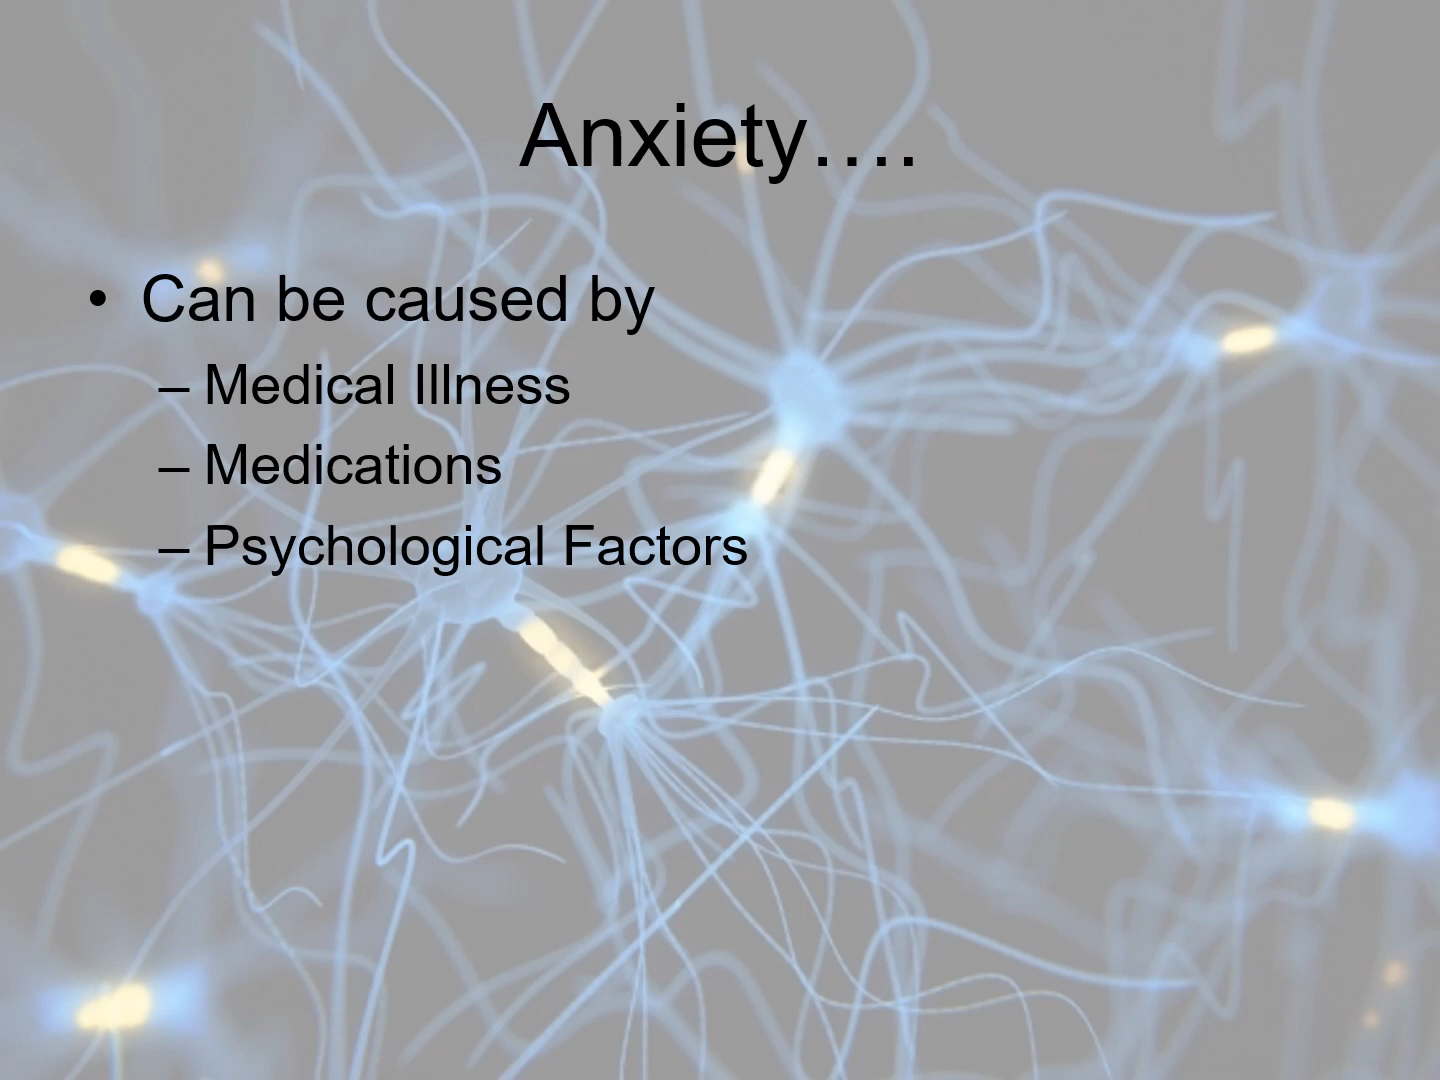 Anxiety….
• Can be caused by
– Medical Illness
– Medications
– Psychological Factors